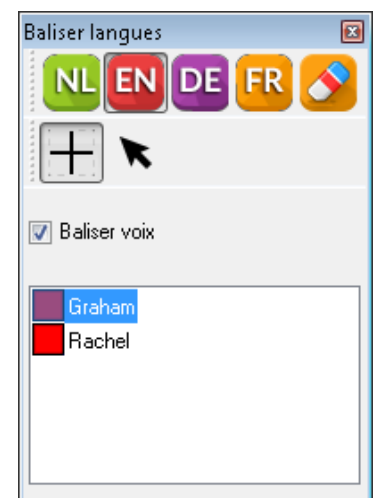 Baliser langues
NL EN DE FR
Baliser voix
Graham
Rachel